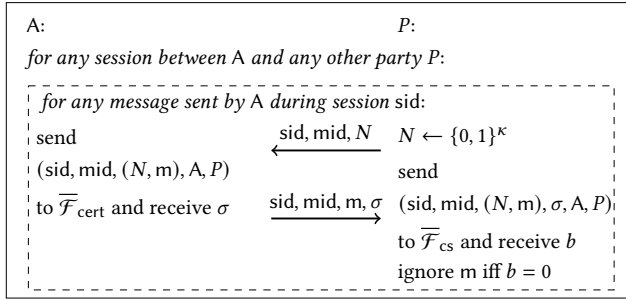 A: P:
for any session between A and any other party P:
for any message sent by A during session sid:
send sid, mid, N N ← {0, 1}^κ
(sid, mid, (N, m), A, P) send
to F̅_cert and receive σ sid, mid, m, σ (sid, mid, (N, m), σ, A, P)
to F̅_cs and receive b
ignore m iff b = 0